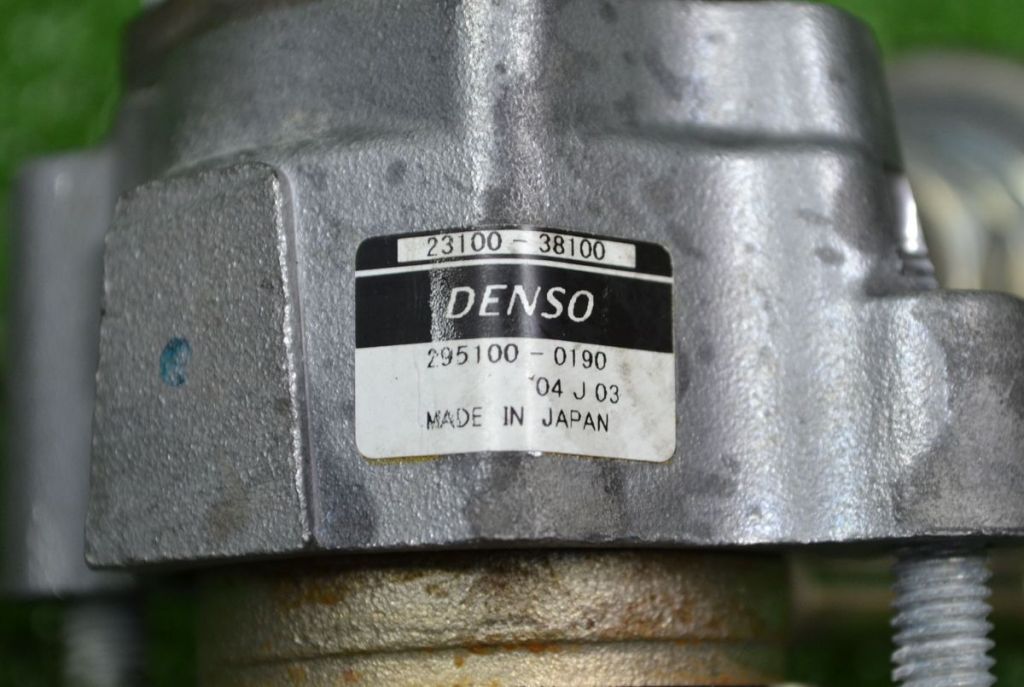 23100-38100
DENSO
295100-0190
'04 J 03
MADE IN JAPAN